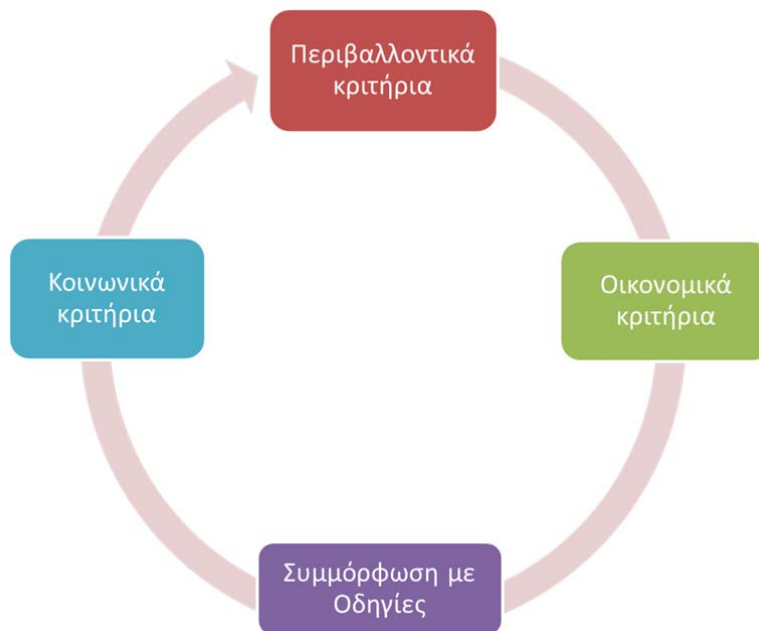 Περιβαλλοντικά
κριτήρια
Κοινωνικά
κριτήρια
Οικονομικά
κριτήρια
Συμμόρφωση με
Οδηγίες